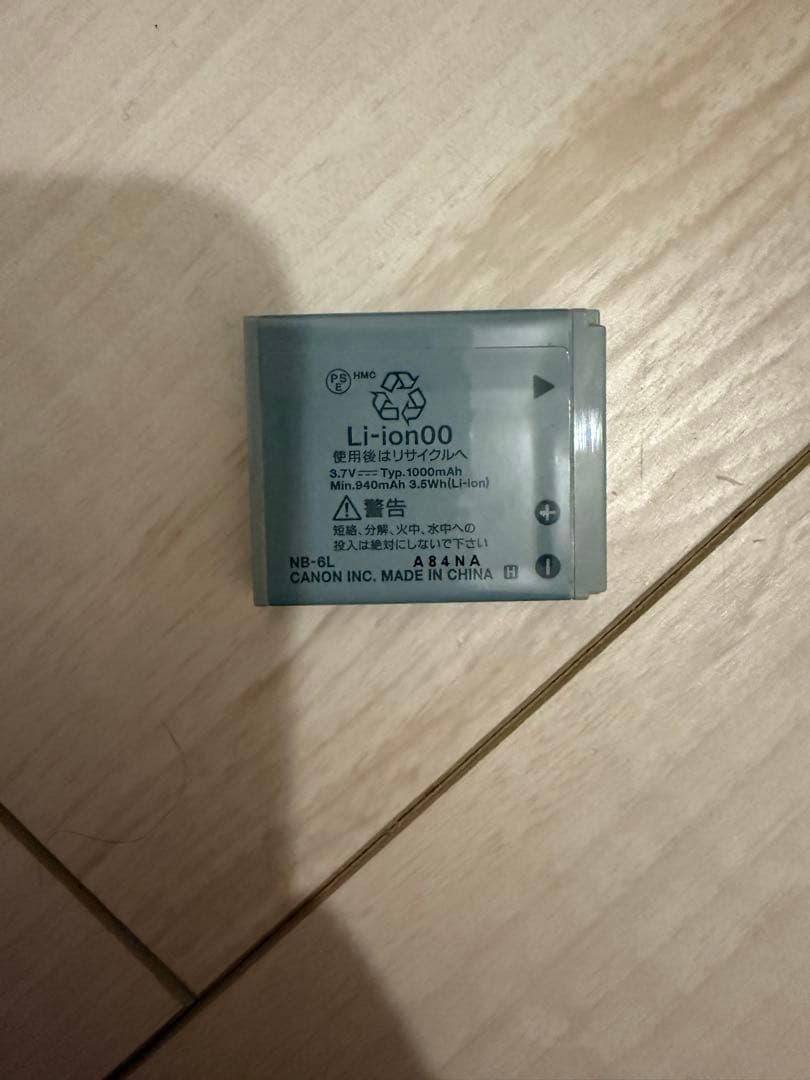 PSE HMC
Li-ion00
使用後はリサイクルへ
3.7V⎓Typ.1000mAh
Min.940mAh 3.5Wh(Li-ion)
⚠警告
短絡、分解、火中、水中への
投入は絶対にしないで下さい
NB-6L A84NA
CANON INC. MADE IN CHINA H